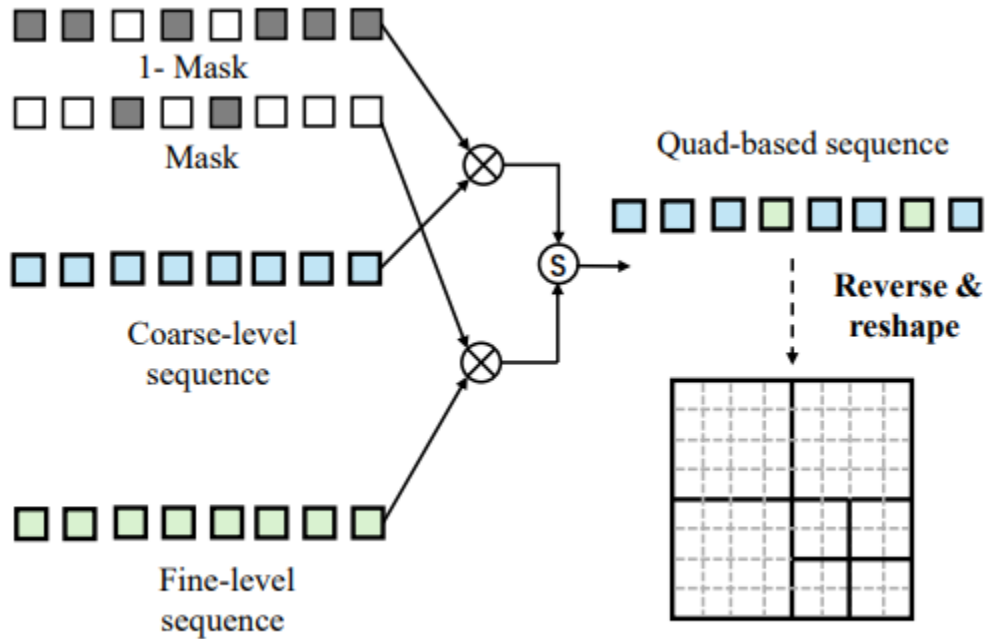 1- Mask
Mask
Coarse-level
sequence
Fine-level
sequence
S
Quad-based sequence
Reverse &
reshape